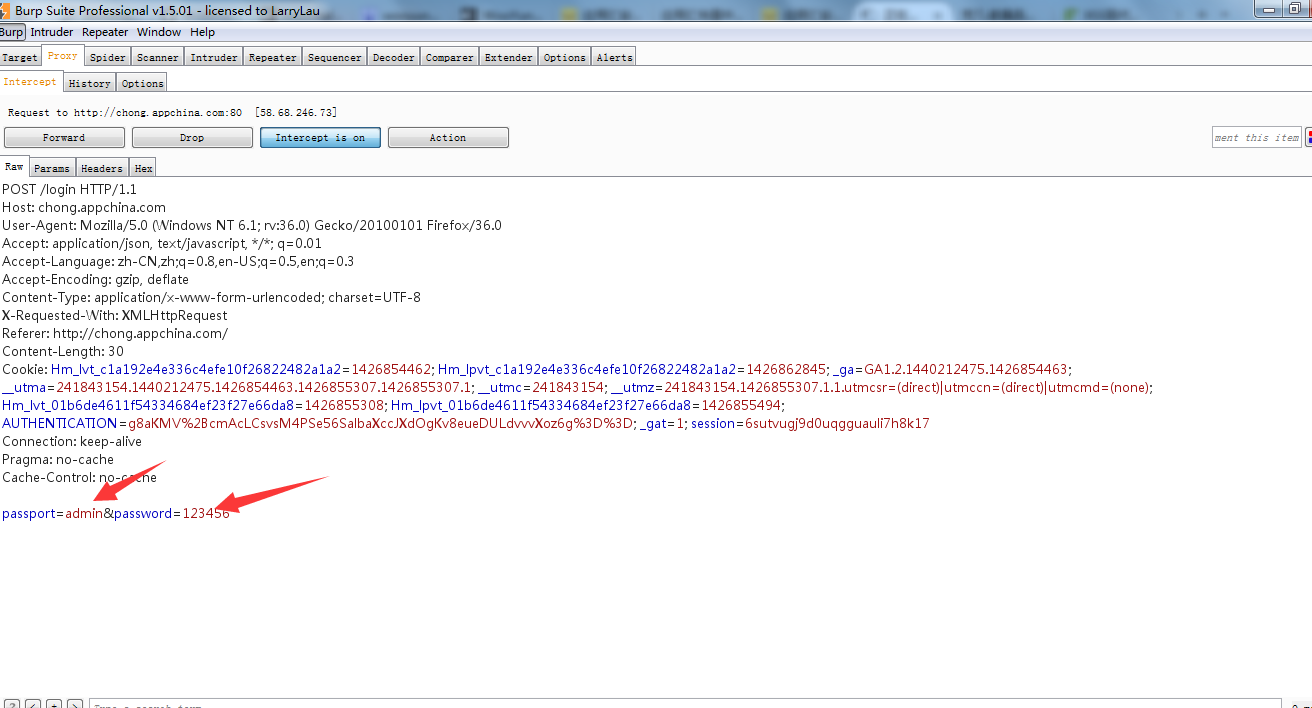 Burp Suite Professional v1.5.01 - licensed to LarryLau
Burp Intruder Repeater Window Help
Target Proxy Spider Scanner Intruder Repeater Sequencer Decoder Comparer Extender Options Alerts
Intercept History Options
Request to http://chong.appchina.com:80 [58.68.246.73]
Forward Drop Intercept is on Action ment this item
Raw Params Headers Hex
POST /login HTTP/1.1
Host: chong.appchina.com
User-Agent: Mozilla/5.0 (Windows NT 6.1; rv:36.0) Gecko/20100101 Firefox/36.0
Accept: application/json, text/javascript, */*; q=0.01
Accept-Language: zh-CN,zh;q=0.8,en-US;q=0.5,en;q=0.3
Accept-Encoding: gzip, deflate
Content-Type: application/x-www-form-urlencoded; charset=UTF-8
X-Requested-With: XMLHttpRequest
Referer: http://chong.appchina.com/
Content-Length: 30
Cookie: Hm_lvt_c1a192e4e336c4efe10f26822482a1a2=1426854462; Hm_lpvt_c1a192e4e336c4efe10f26822482a1a2=1426862845; _ga=GA1.2.1440212475.1426854463;
__utma=241843154.1440212475.1426854463.1426855307.1426855307.1; __utmc=241843154; __utmz=241843154.1426855307.1.1.utmcsr=(direct)|utmccn=(direct)|utmcmd=(none);
Hm_lvt_01b6de4611f54334684ef23f27e66da8=1426855308; Hm_lpvt_01b6de4611f54334684ef23f27e66da8=1426855494;
AUTHENTICATION=g8aKMV%2BcmAcLCsvsM4PSe56SaIbaXccJXdOgKv8eueDULdvvvXoz6g%3D%3D; _gat=1; session=6sutvugj9d0uqgguauli7h8k17
Connection: keep-alive
Pragma: no-cache
Cache-Control: no-cache
passport=admin&password=123456